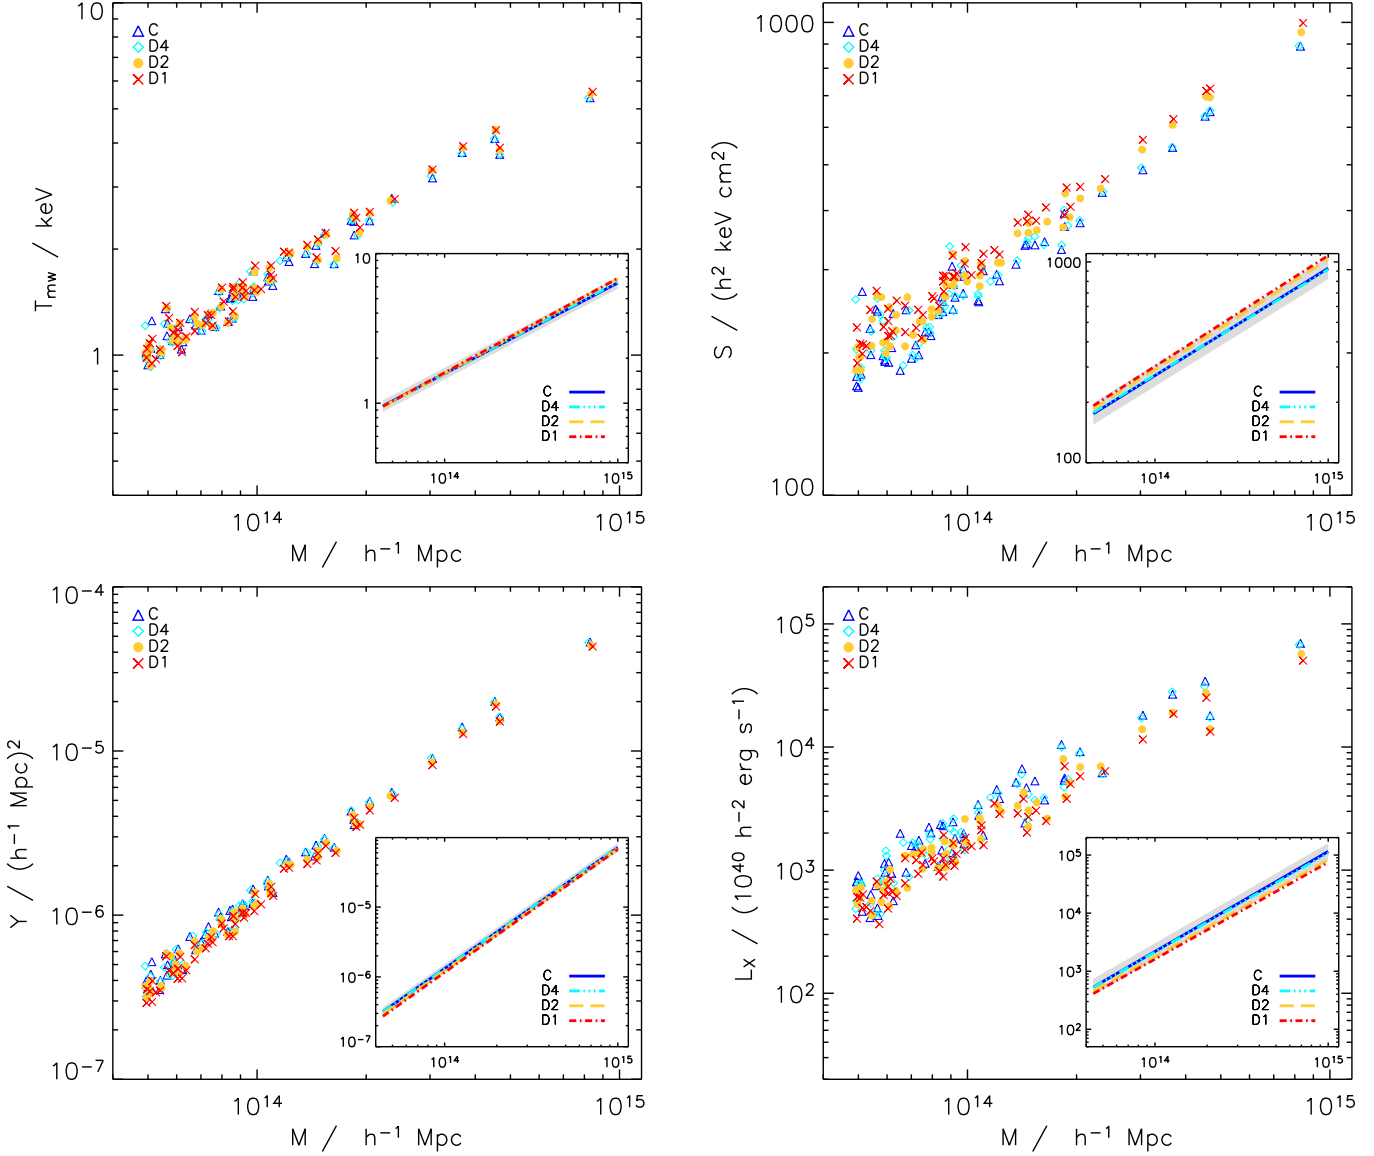 10
C
D4
D2
D1
T_mw / keV
1
10
1
C
D4
D2
D1
10^14
10^15
10^14
10^15
M / h^-1 Mpc
1000
C
D4
D2
D1
S / (h^2 keV cm^2)
1000
100
C
D4
D2
D1
10^14
10^15
100
10^14
10^15
M / h^-1 Mpc
10^-4
C
D4
D2
D1
10^-5
Y / (h^-1 Mpc)^2
10^-6
10^-5
10^-6
10^-7
C
D4
D2
D1
10^14
10^15
10^-7
10^14
10^15
M / h^-1 Mpc
10^5
C
D4
D2
D1
10^4
L_X / (10^40 h^-2 erg s^-1)
10^3
10^2
10^5
10^4
10^3
10^2
C
D4
D2
D1
10^14
10^15
10^14
10^15
M / h^-1 Mpc